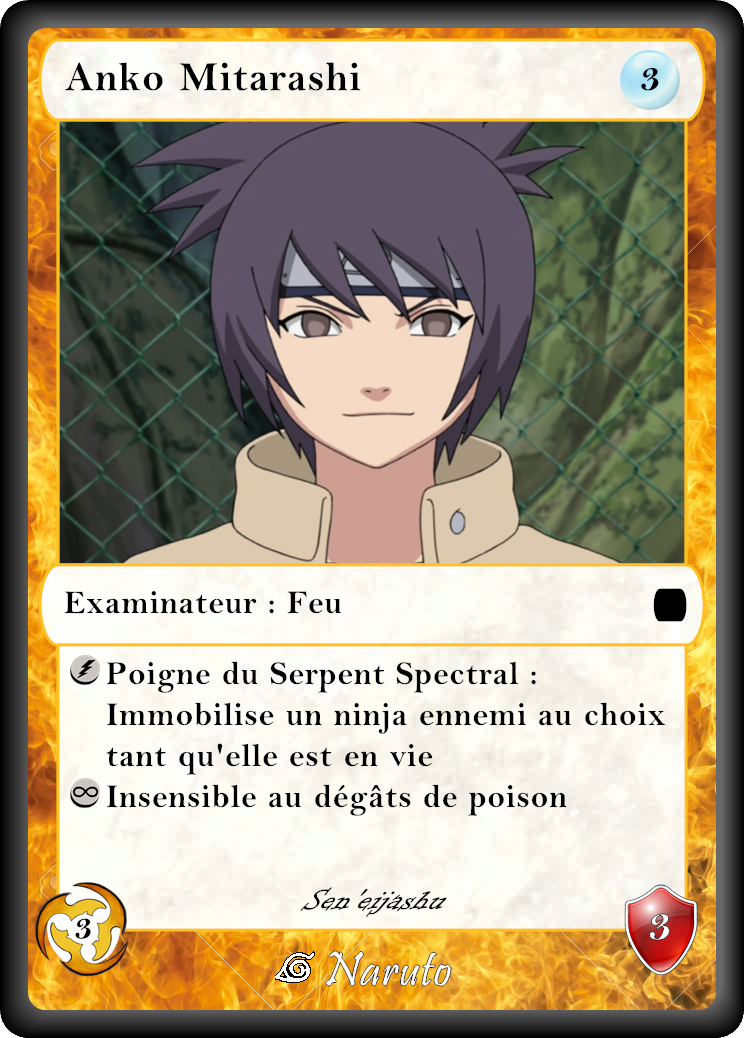 Anko Mitarashi
3
Examinateur : Feu
Poigne du Serpent Spectral :
Immobilise un ninja ennemi au choix
tant qu'elle est en vie
Insensible au dégâts de poison
Sen'eijashu
3
3
Naruto